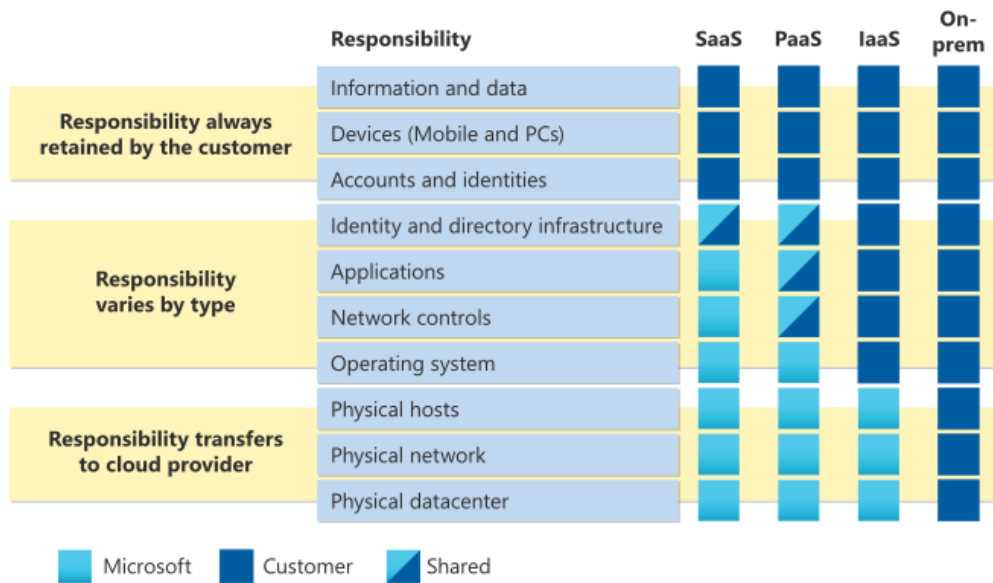 Responsibility SaaS PaaS IaaS On-
prem
Information and data
Responsibility always
retained by the customer
Devices (Mobile and PCs)
Accounts and identities
Identity and directory infrastructure
Responsibility
varies by type
Applications
Network controls
Operating system
Physical hosts
Responsibility transfers
to cloud provider
Physical network
Physical datacenter
Microsoft Customer Shared